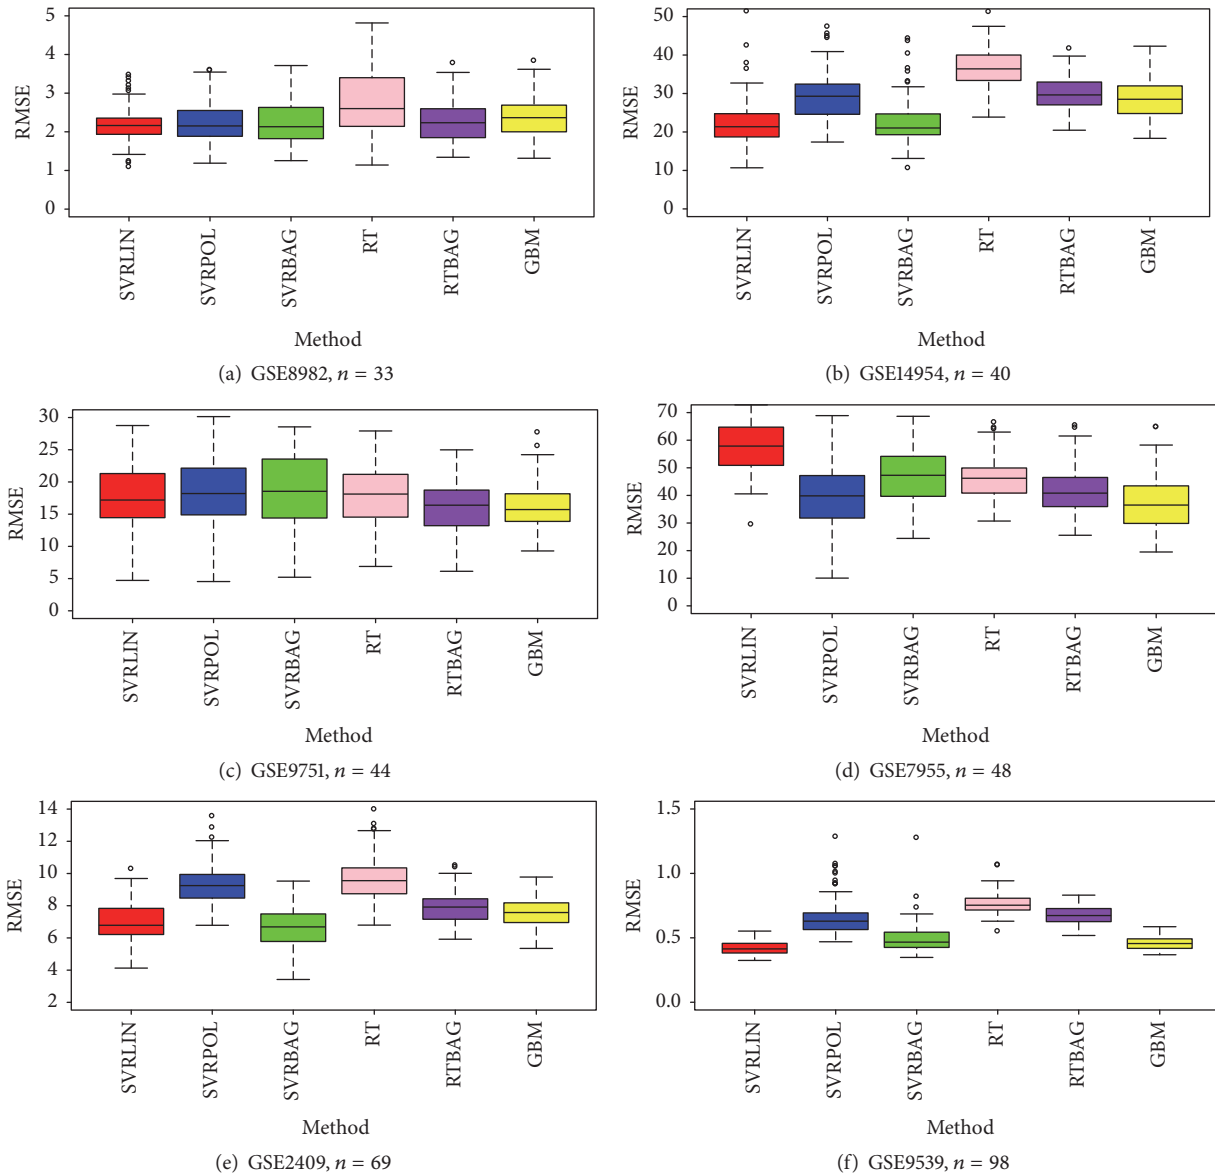 RMSE
5
4
3
2
1
0
SVRLIN
SVRPOL
SVRBAG
RT
RTBAG
GBM
Method
(a) GSE8982, n = 33
RMSE
50
40
30
20
10
0
SVRLIN
SVRPOL
SVRBAG
RT
RTBAG
GBM
Method
(b) GSE14954, n = 40
RMSE
30
25
20
15
10
5
0
SVRLIN
SVRPOL
SVRBAG
RT
RTBAG
GBM
Method
(c) GSE9751, n = 44
RMSE
70
60
50
40
30
20
10
0
SVRLIN
SVRPOL
SVRBAG
RT
RTBAG
GBM
Method
(d) GSE7955, n = 48
RMSE
14
12
10
8
6
4
2
SVRLIN
SVRPOL
SVRBAG
RT
RTBAG
GBM
Method
(e) GSE2409, n = 69
RMSE
1.5
1.0
0.5
0.0
SVRLIN
SVRPOL
SVRBAG
RT
RTBAG
GBM
Method
(f) GSE9539, n = 98